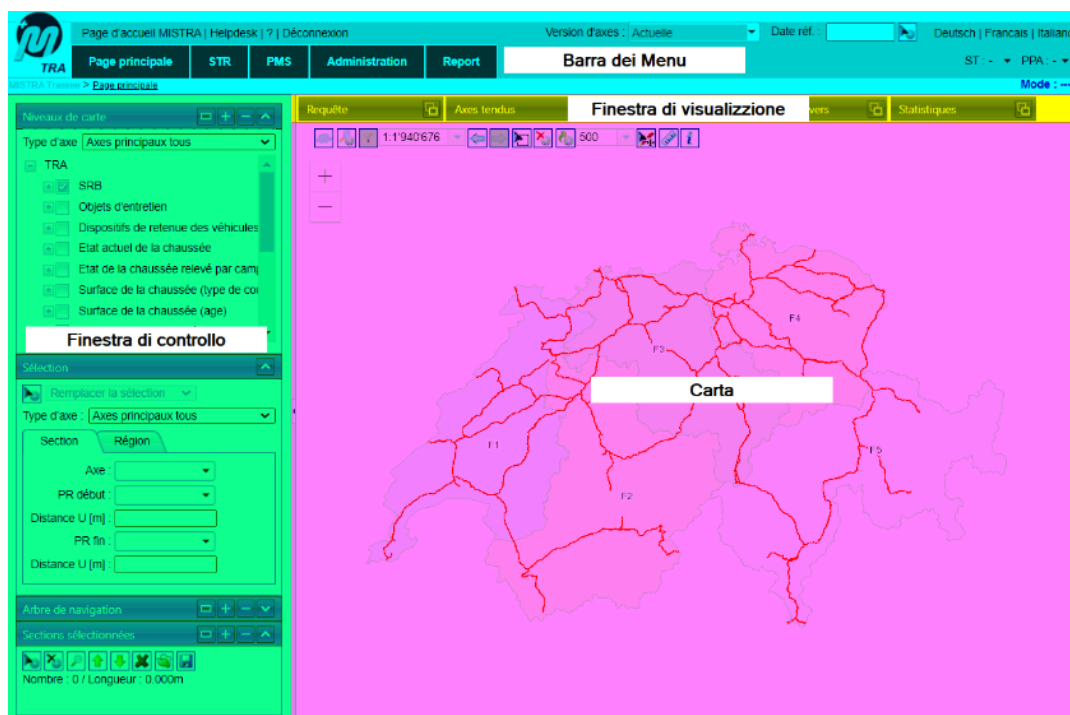 Page d'accueil MISTRA | Helpdesk | ? | Déconnexion Version d'axes : Actuelle Date réf. : Deutsch | Francais | Italiano
TRA Page principale STR PMS Administration Report Barra dei Menu ST : - PPA : -
MISTRA Trassee > Page principale Mode : ---
Niveaux de carte
Type d'axe Axes principaux tous
TRA
SRB
Objets d'entretien
Dispositifs de retenue des véhicules
Etat actuel de la chaussée
Etat de la chaussée relevé par camp
Surface de la chaussée (type de cou
Surface de la chaussée (age)
Finestra di controllo
Sélection
Remplacer la sélection
Type d'axe : Axes principaux tous
Section Région
Axe :
PR début :
Distance U [m] :
PR fin :
Distance U [m] :
Arbre de navigation
Sections sélectionnées
Nombre : 0 / Longueur : 0.000m
Requête Axes tendus Finestra di visualizzione vers Statistiques
1:1'940'676 500
F4
F3
Carta
F1
F5
F2